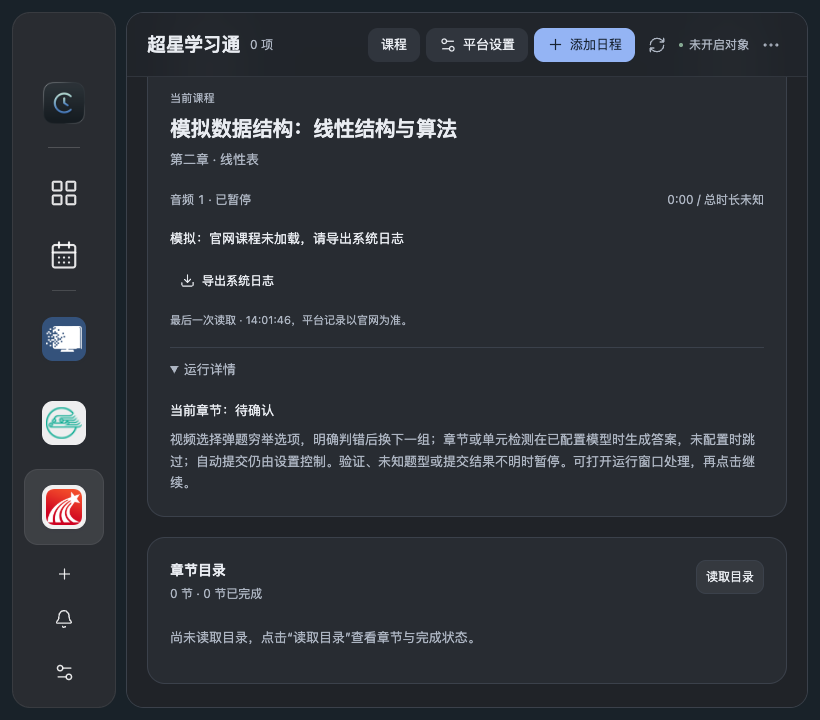 超星学习通 0 项 课程 平台设置 添加日程 未开启对象
当前课程
模拟数据结构：线性结构与算法
第二章 · 线性表
音频 1 · 已暂停 0:00 / 总时长未知
模拟：官网课程未加载，请导出系统日志
导出系统日志
最后一次读取 · 14:01:46，平台记录以官网为准。
▼ 运行详情
当前章节：待确认
视频选择弹题穷举选项，明确判错后换下一组；章节或单元检测在已配置模型时生成答案，未配置时跳
过；自动提交仍由设置控制。验证、未知题型或提交结果不明时暂停。可打开运行窗口处理，再点击继
续。
章节目录
0 节 · 0 节已完成
读取目录
尚未读取目录，点击“读取目录”查看章节与完成状态。